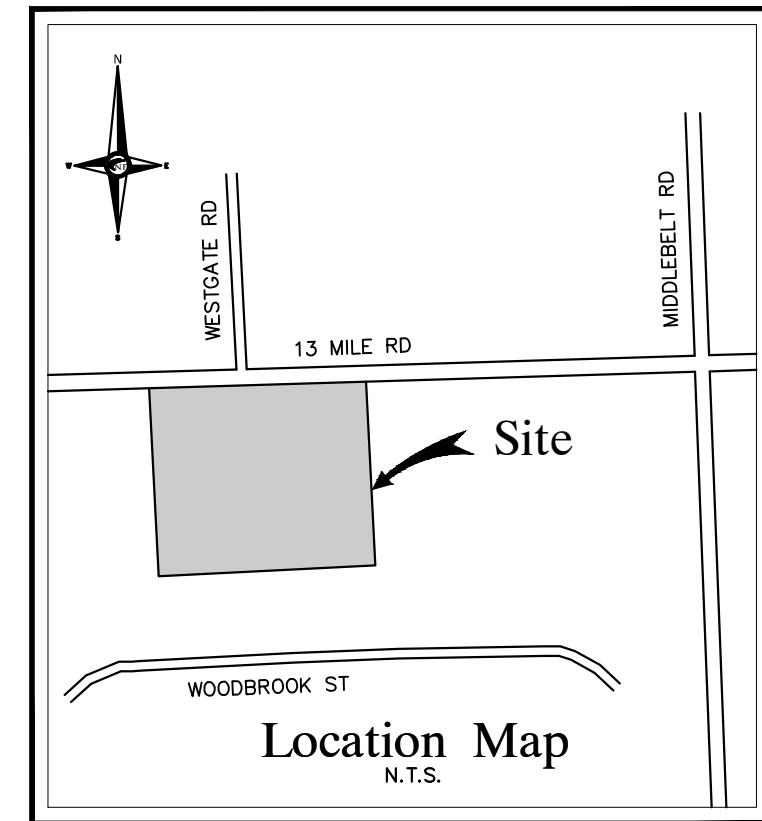 N
W E
S
WESTGATE RD
MIDDLEBELT RD
13 MILE RD
Site
WOODBROOK ST
Location Map
N.T.S.